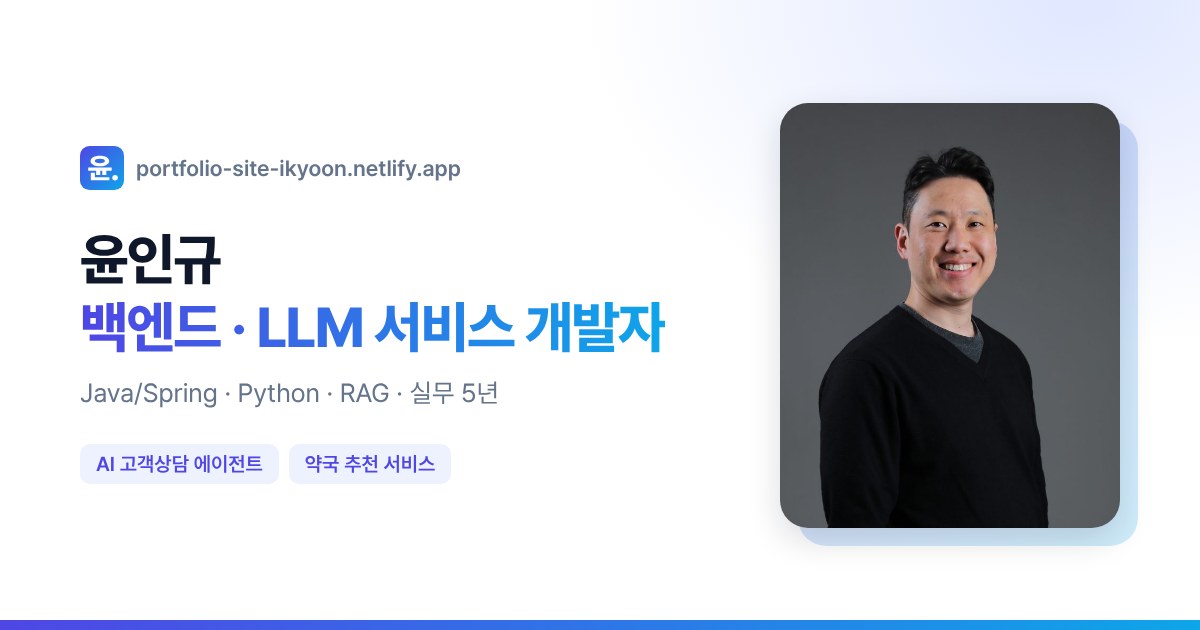 윤.
portfolio-site-ikyoon.netlify.app
윤인규
백엔드 · LLM 서비스 개발자
Java/Spring · Python · RAG · 실무 5년
AI 고객상담 에이전트
약국 추천 서비스